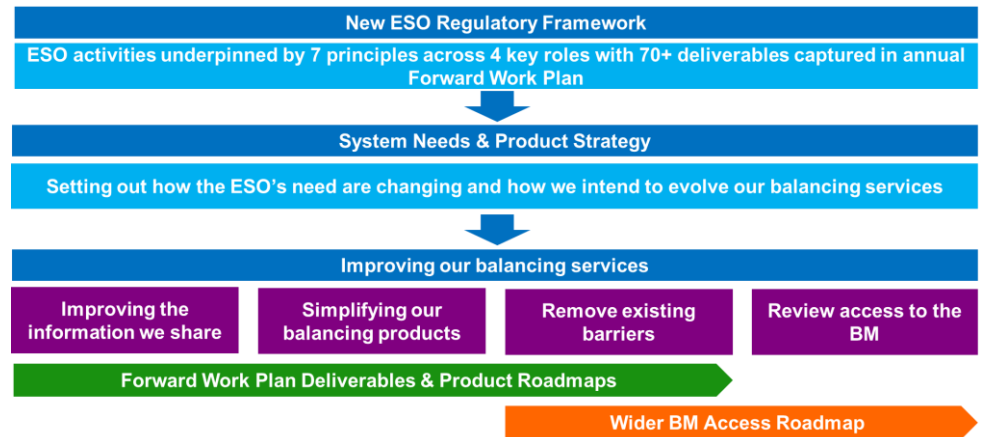 New ESO Regulatory Framework
ESO activities underpinned by 7 principles across 4 key roles with 70+ deliverables captured in annual
Forward Work Plan
System Needs & Product Strategy
Setting out how the ESO's need are changing and how we intend to evolve our balancing services
Improving our balancing services
Improving the
information we share
Simplifying our
balancing products
Remove existing
barriers
Review access to the
BM
Forward Work Plan Deliverables & Product Roadmaps
Wider BM Access Roadmap